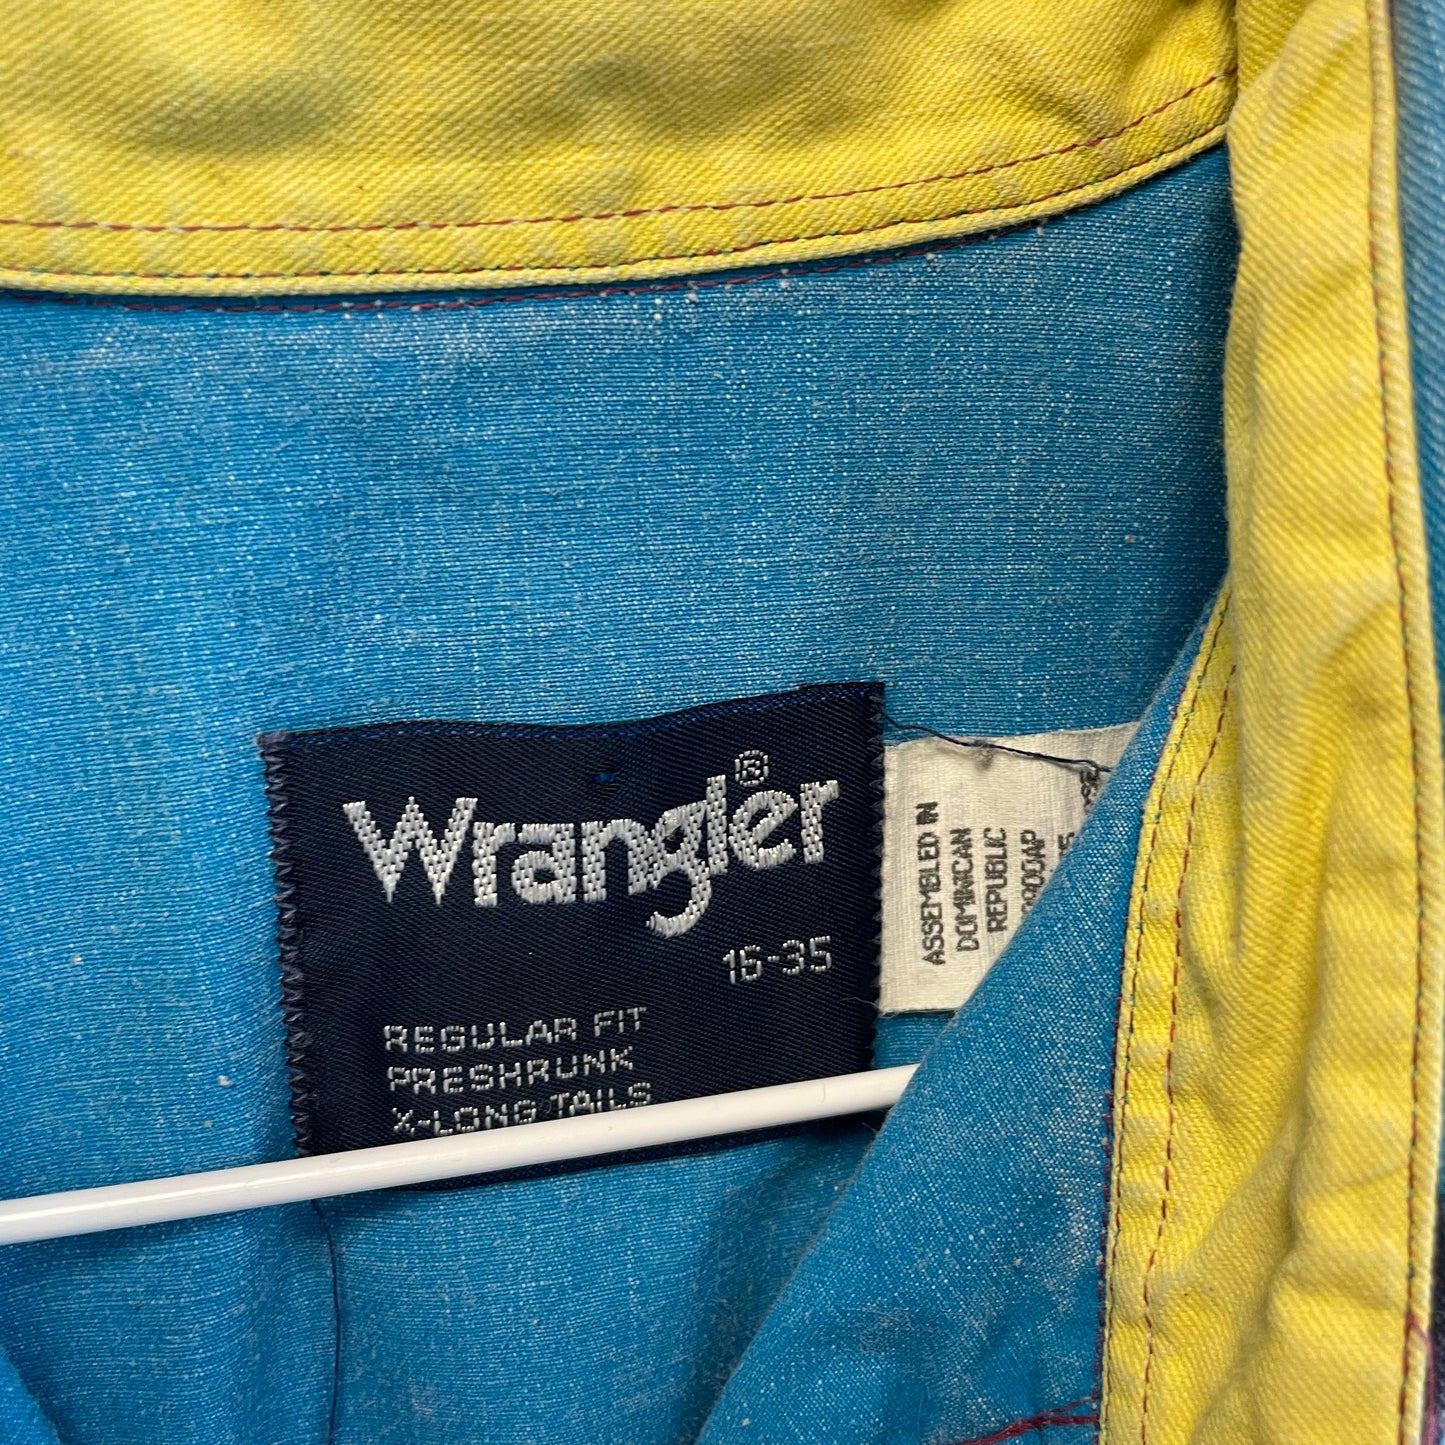 Wrangler®
16-35
REGULAR FIT
PRESHRUNK
X-LONG TAILS
ASSEMBLED IN
DOMINICAN
REPUBLIC